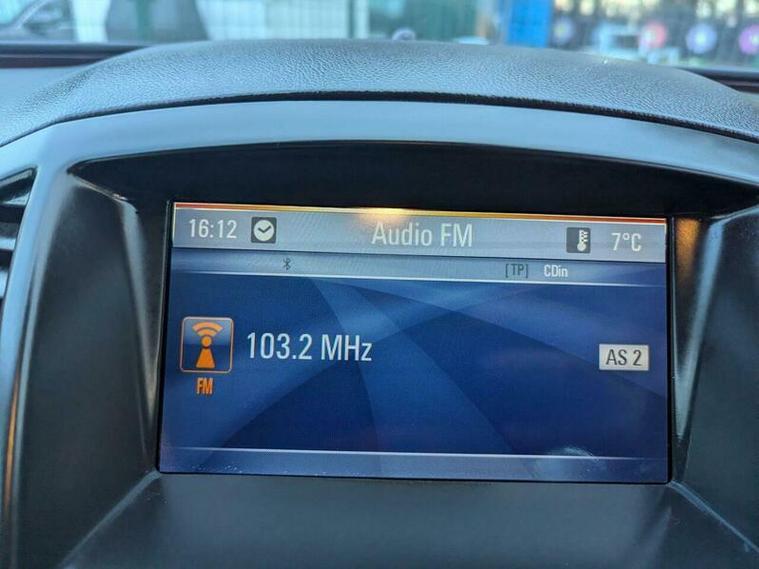 16:12 Audio FM 7°C
[TP] CDin
103.2 MHz
AS 2
FM